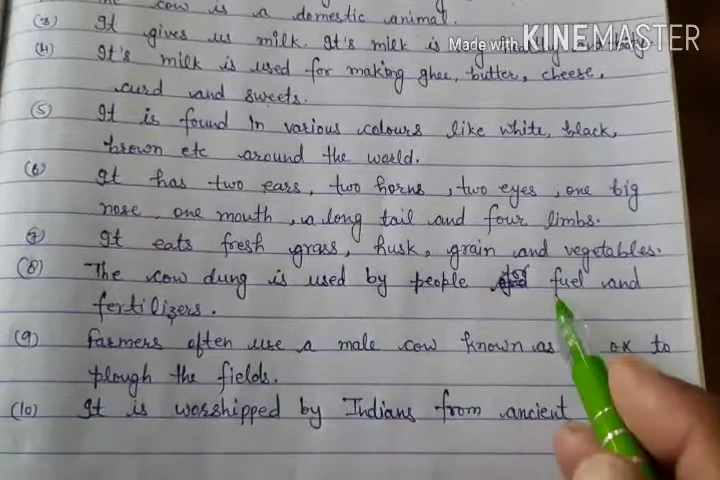 The cow is a domestic animal.
(3) It gives us milk. It's milk is
Made with KINEMASTER
(4) It's milk is used for making ghee, butter, cheese,
curd and sweets.
(5) It is found in various colours like white, black,
brown etc around the world.
(6) It has two ears, two horns, two eyes, one big
nose, one mouth, a long tail and four limbs.
(7) It eats fresh grass, husk, grain and vegetables.
(8) The cow dung is used by people fuel and
fertilizers.
(9) Farmers often use a male cow known as ox to
plough the fields.
(10) It is worshipped by Indians from ancient